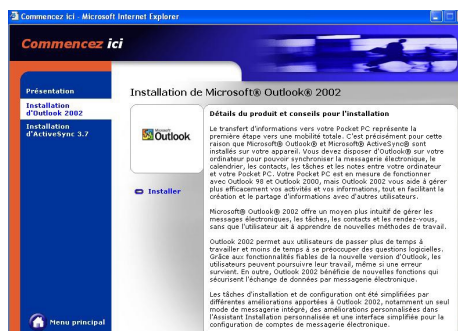 Commencez ici - Microsoft Internet Explorer
Commencez ici
Présentation
Installation
d'Outlook 2002
Installation
d'ActiveSync 3.7
Menu principal
Installation de Microsoft® Outlook® 2002
Microsoft
Outlook
Installer
Détails du produit et conseils pour l'installation
Le transfert d'informations vers votre Pocket PC représente la
première étape vers une mobilité totale. C'est précisément pour cette
raison que Microsoft® Outlook® et Microsoft® ActiveSync® sont
installés sur votre appareil. Vous devez disposer d'Outlook® sur votre
ordinateur pour pouvoir synchroniser la messagerie électronique, le
calendrier, les contacts, les tâches et les notes entre votre ordinateur
et votre Pocket PC. Votre Pocket PC est en mesure de fonctionner
avec Outlook 98 et Outlook 2000, mais Outlook 2002 vous aide à gérer
plus efficacement vos activités et vos informations, tout en facilitant la
création et le partage d'informations avec d'autres utilisateurs.
Microsoft® Outlook® 2002 offre un moyen plus intuitif de gérer les
messages électroniques, les tâches, les contacts et les rendez-vous,
sans que l'utilisateur ait à apprendre de nouvelles méthodes de travail.
Outlook 2002 permet aux utilisateurs de passer plus de temps à
travailler et moins de temps à se préoccuper des questions logicielles.
Grâce aux fonctionnalités fiables de la nouvelle version d'Outlook, les
utilisateurs peuvent poursuivre leur travail, même si une erreur
survient. En outre, Outlook 2002 bénéficie de nouvelles fonctions qui
sécurisent l'échange de données par messagerie électronique.
Les tâches d'installation et de configuration ont été simplifiées par
différentes améliorations apportées à Outlook 2002, notamment un seul
mode de messagerie intégré, des améliorations personnalisées dans
l'Assistant Installation personnalisée et une interface simplifiée pour la
configuration de comptes de messagerie électronique.